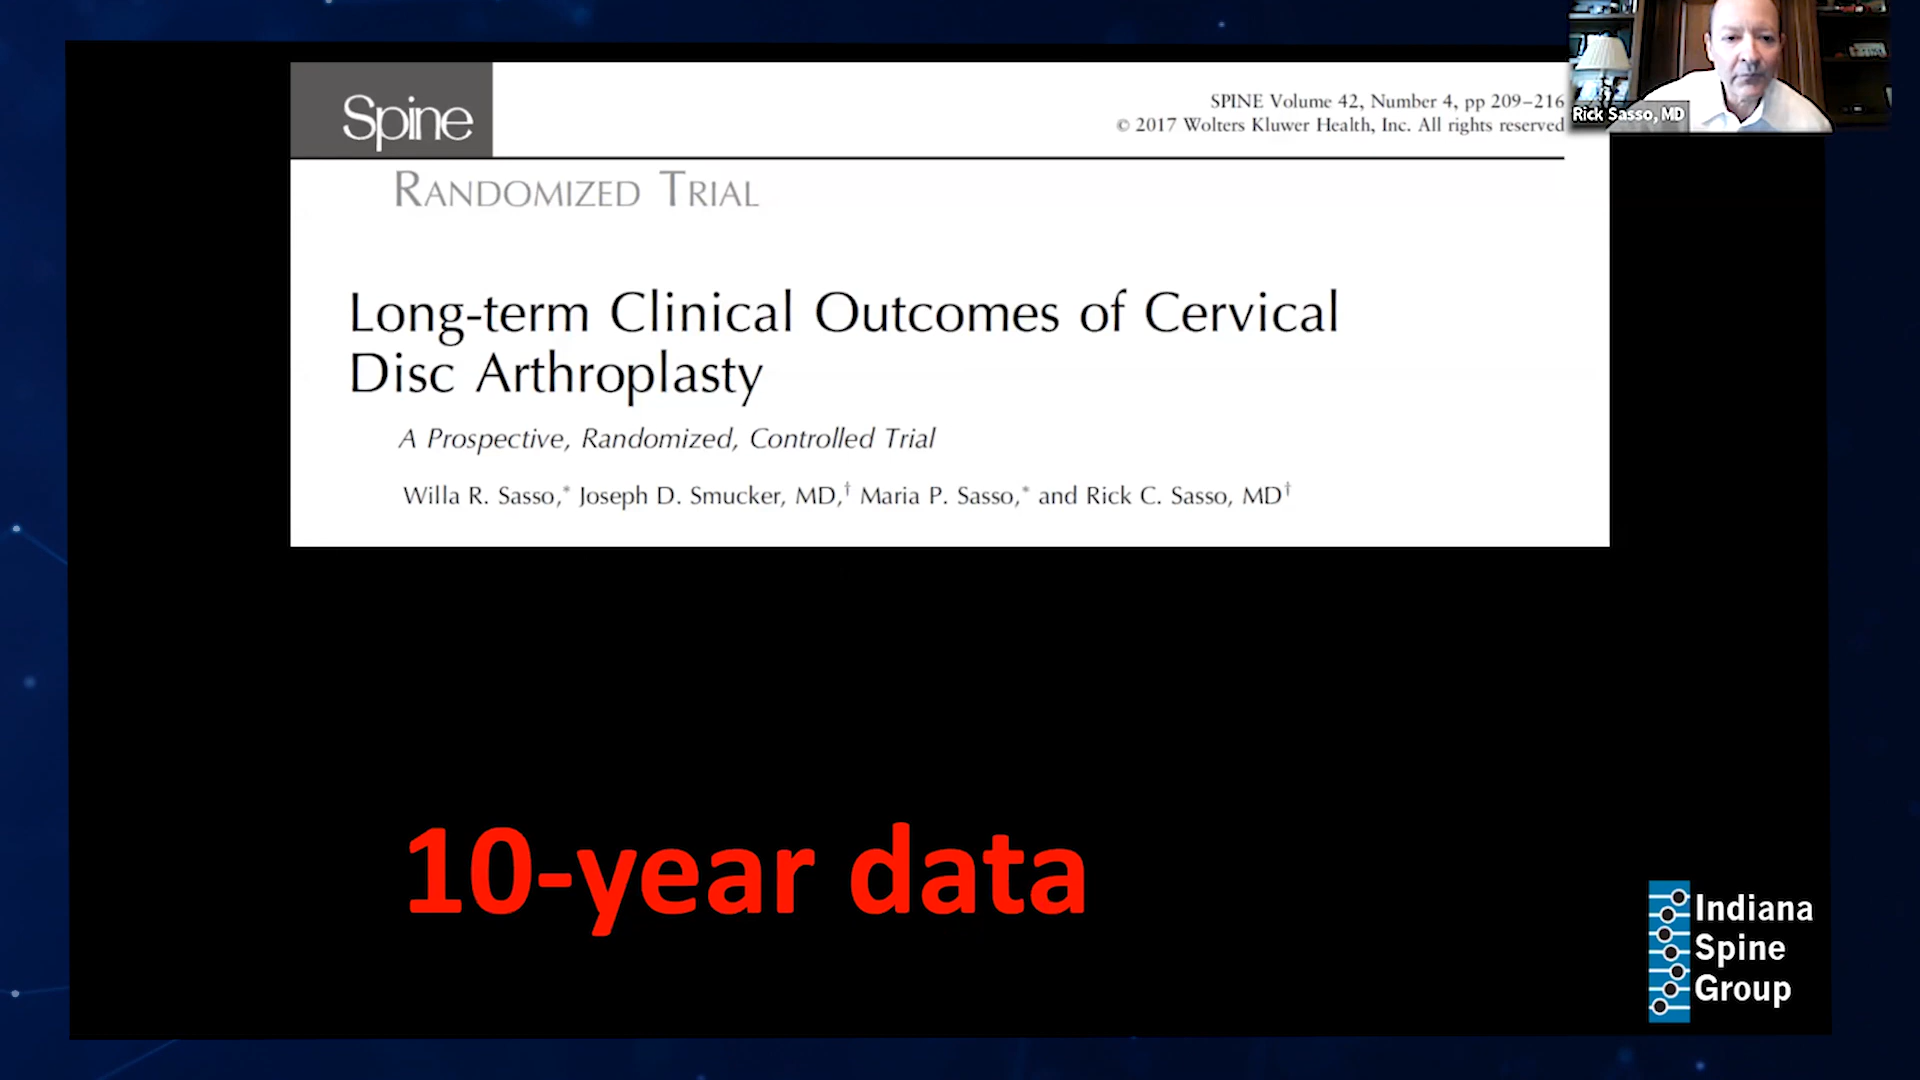 Spine
SPINE Volume 42, Number 4, pp 209–216
© 2017 Wolters Kluwer Health, Inc. All rights reserved
RANDOMIZED TRIAL
Long-term Clinical Outcomes of Cervical
Disc Arthroplasty
A Prospective, Randomized, Controlled Trial
Willa R. Sasso,* Joseph D. Smucker, MD,† Maria P. Sasso,* and Rick C. Sasso, MD†
Rick Sasso, MD
10-year data
Indiana
Spine
Group